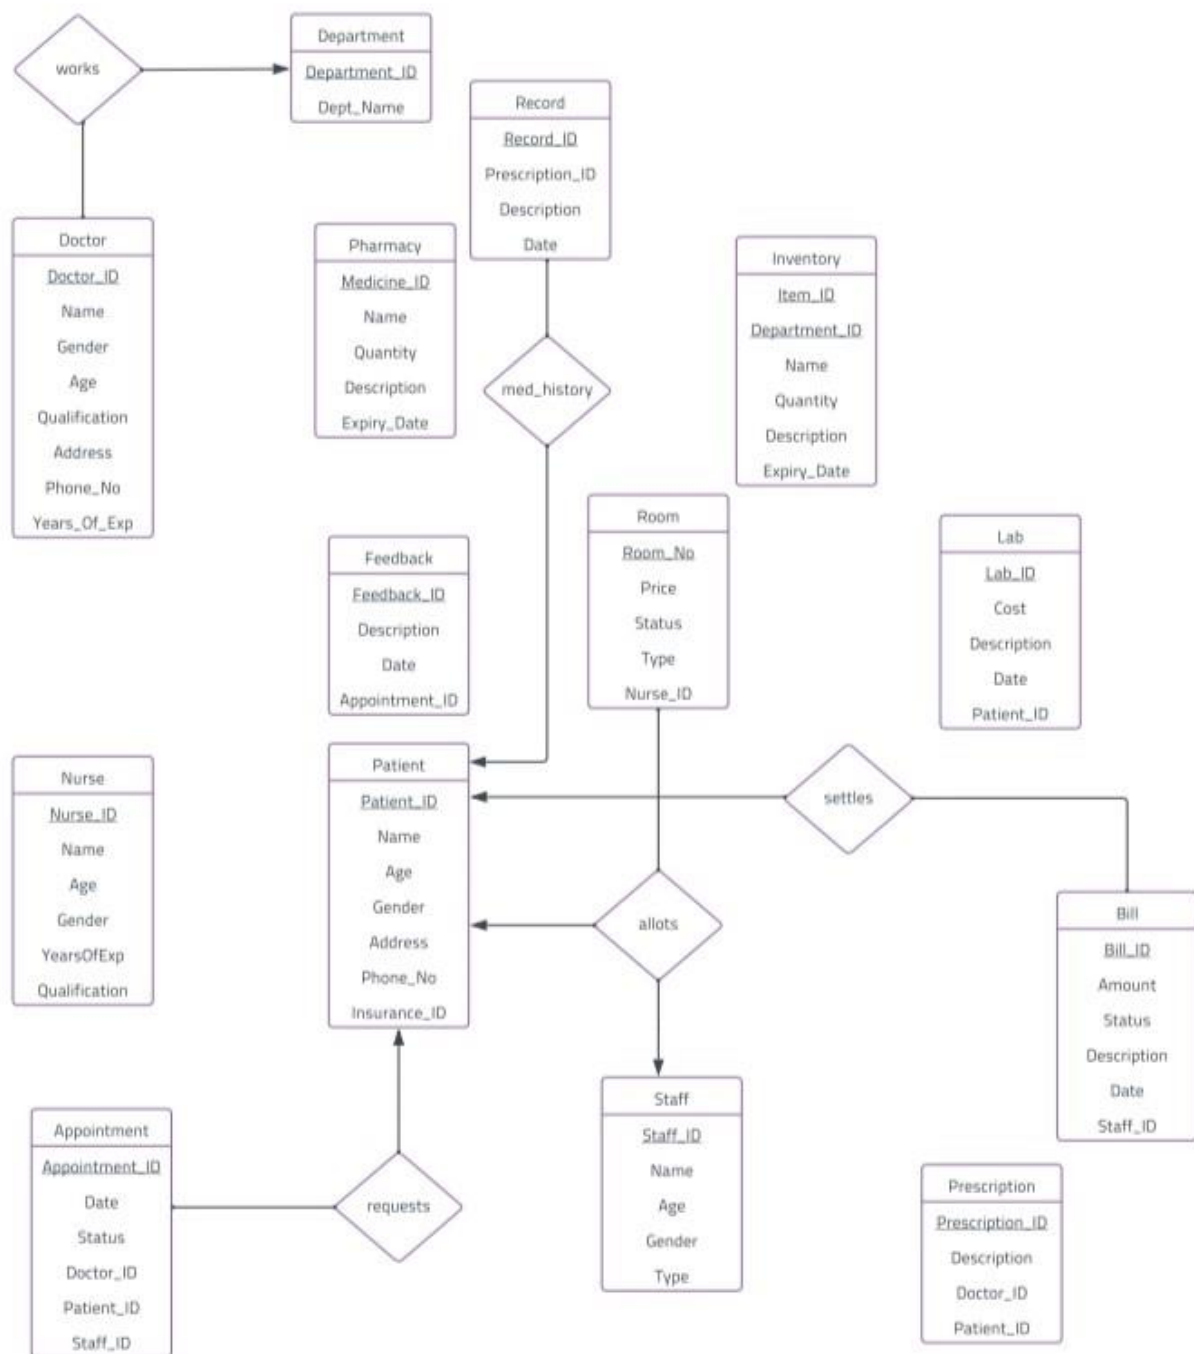 works
Department
Department_ID
Dept_Name
Record
Record_ID
Prescription_ID
Description
Date
Doctor
Doctor_ID
Name
Gender
Age
Qualification
Address
Phone_No
Years_Of_Exp
Pharmacy
Medicine_ID
Name
Quantity
Description
Expiry_Date
med_history
Inventory
Item_ID
Department_ID
Name
Quantity
Description
Expiry_Date
Feedback
Feedback_ID
Description
Date
Appointment_ID
Room
Room_No
Price
Status
Type
Nurse_ID
Lab
Lab_ID
Cost
Description
Date
Patient_ID
Nurse
Nurse_ID
Name
Age
Gender
YearsOfExp
Qualification
Patient
Patient_ID
Name
Age
Gender
Address
Phone_No
Insurance_ID
settles
allots
Bill
Bill_ID
Amount
Status
Description
Date
Staff_ID
Appointment
Appointment_ID
Date
Status
Doctor_ID
Patient_ID
Staff_ID
requests
Staff
Staff_ID
Name
Age
Gender
Type
Prescription
Prescription_ID
Description
Doctor_ID
Patient_ID